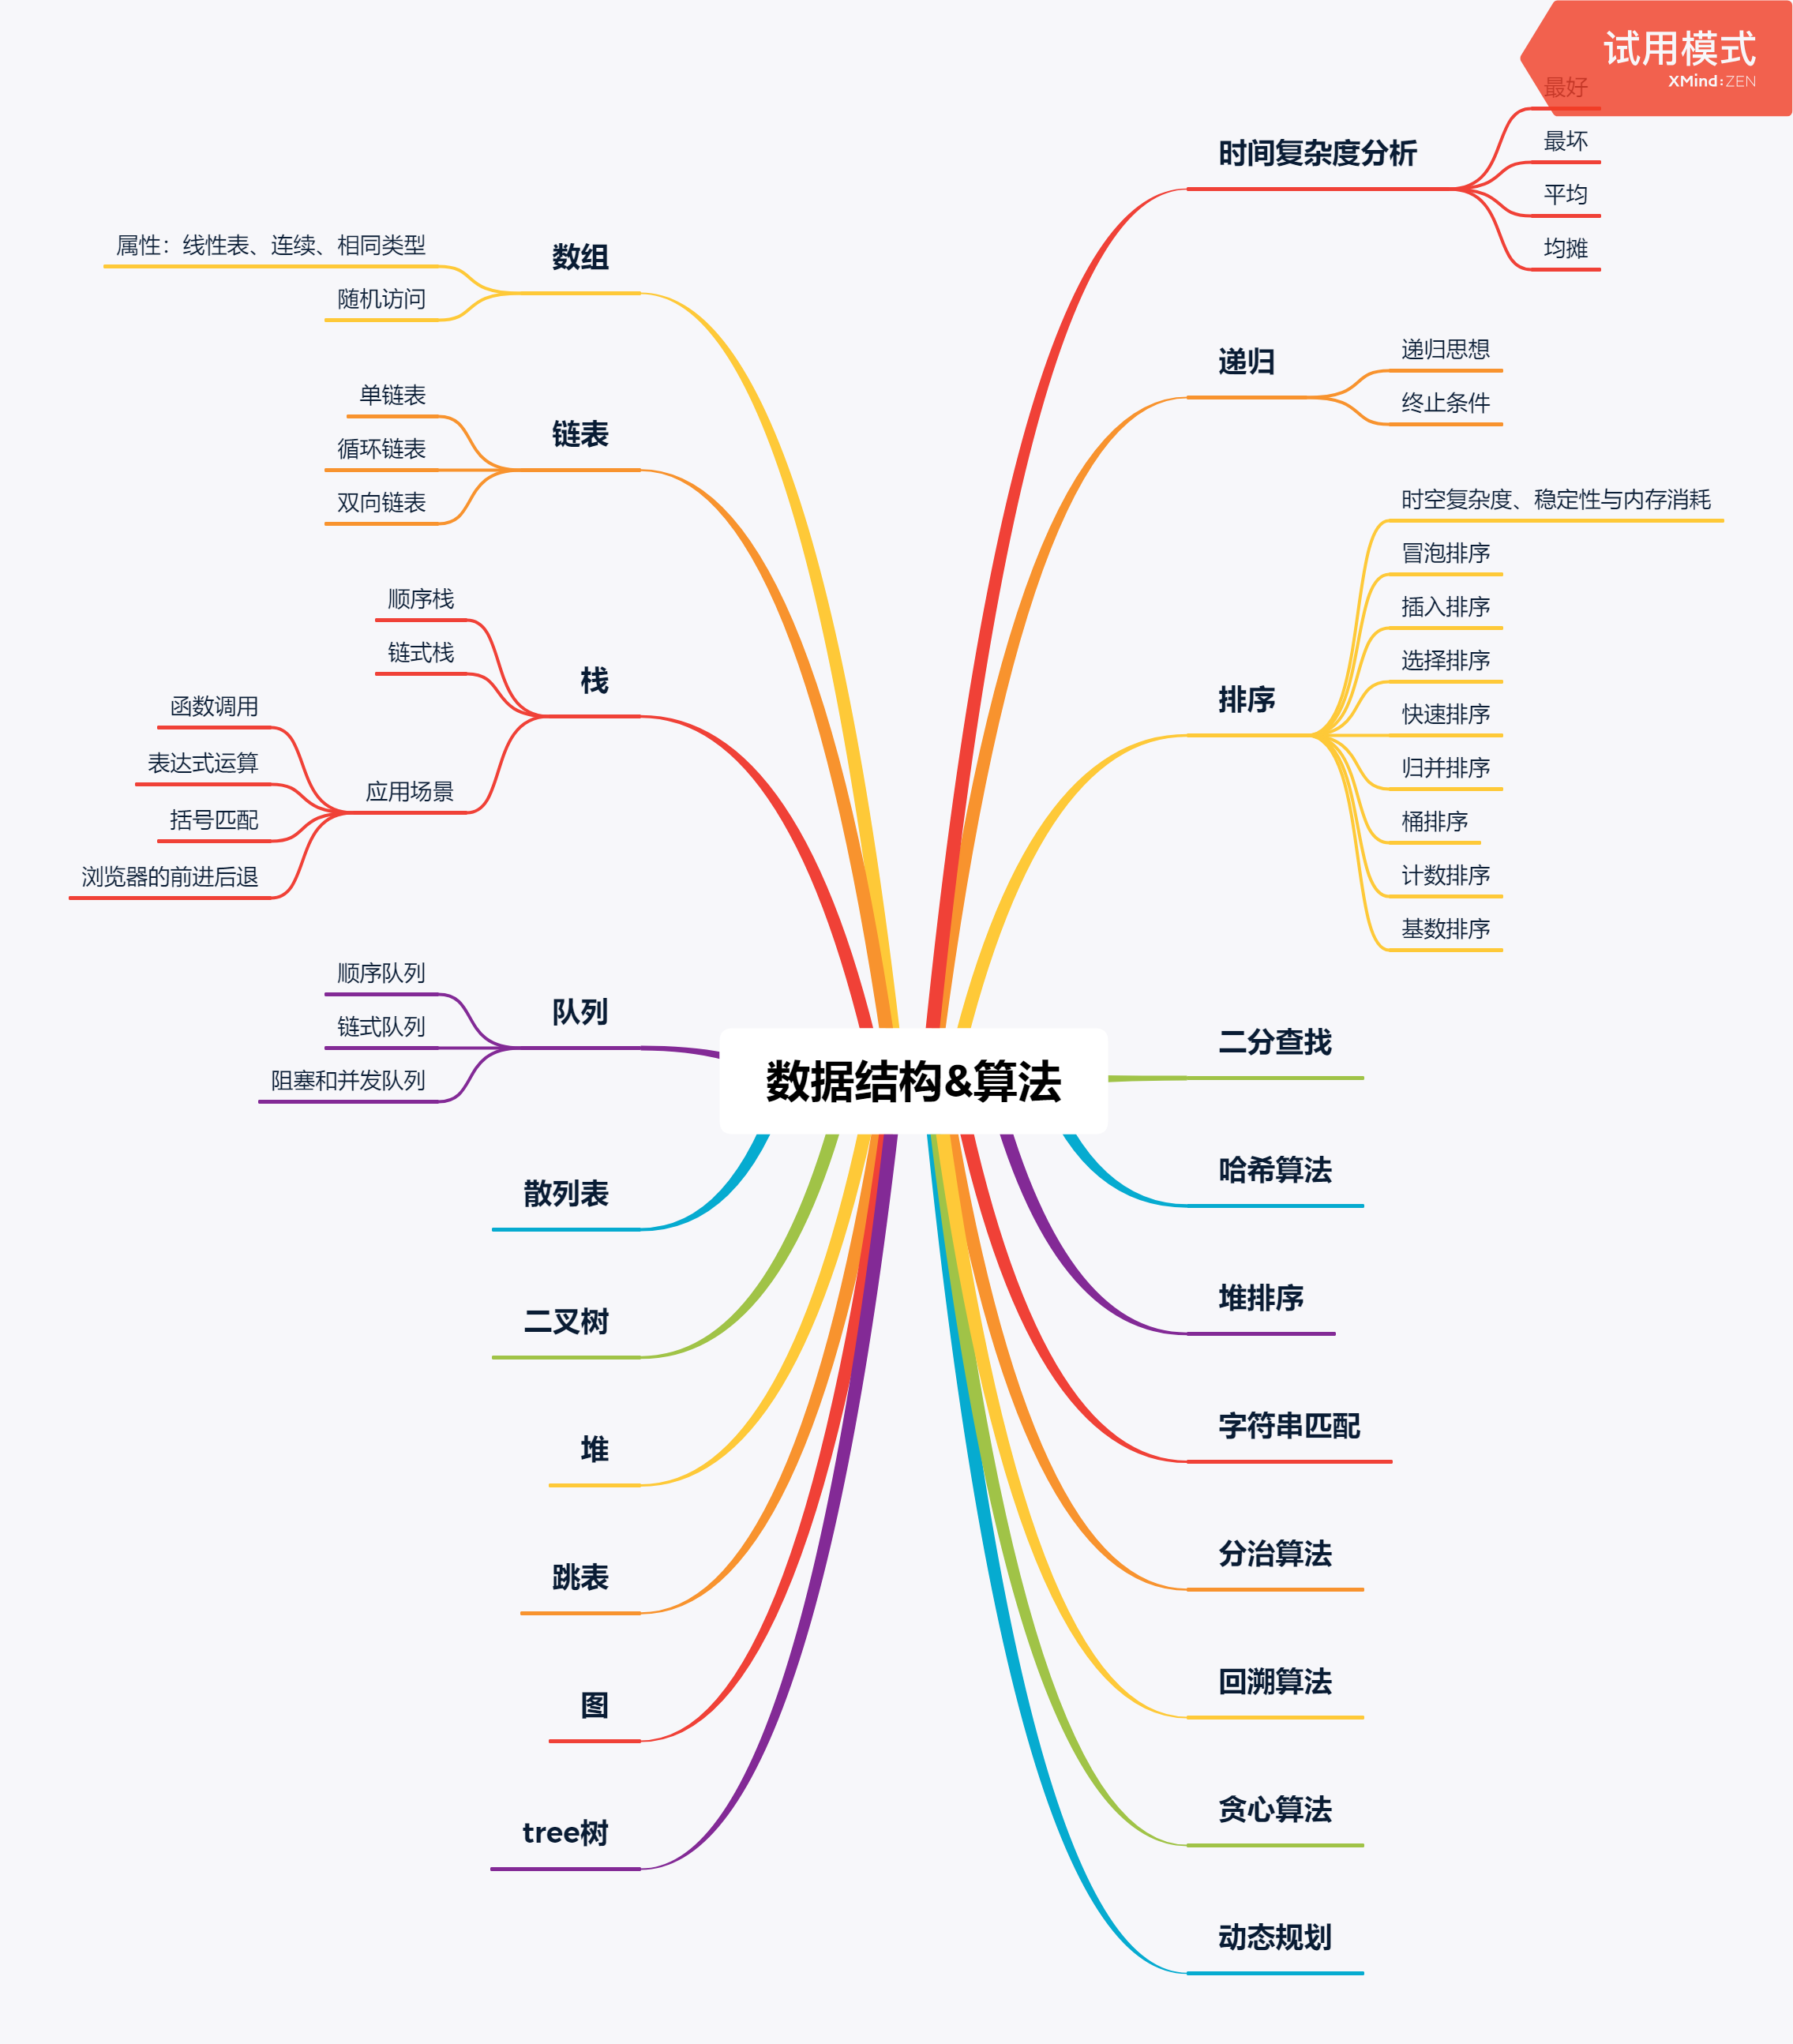 试用模式
XMind:ZEN
时间复杂度分析
最好
最坏
平均
均摊
递归
递归思想
终止条件
排序
时空复杂度、稳定性与内存消耗
冒泡排序
插入排序
选择排序
快速排序
归并排序
桶排序
计数排序
基数排序
二分查找
哈希算法
堆排序
字符串匹配
分治算法
回溯算法
贪心算法
动态规划
数据结构&算法
数组
属性：线性表、连续、相同类型
随机访问
链表
单链表
循环链表
双向链表
栈
顺序栈
链式栈
应用场景
函数调用
表达式运算
括号匹配
浏览器的前进后退
队列
顺序队列
链式队列
阻塞和并发队列
散列表
二叉树
堆
跳表
图
tree树